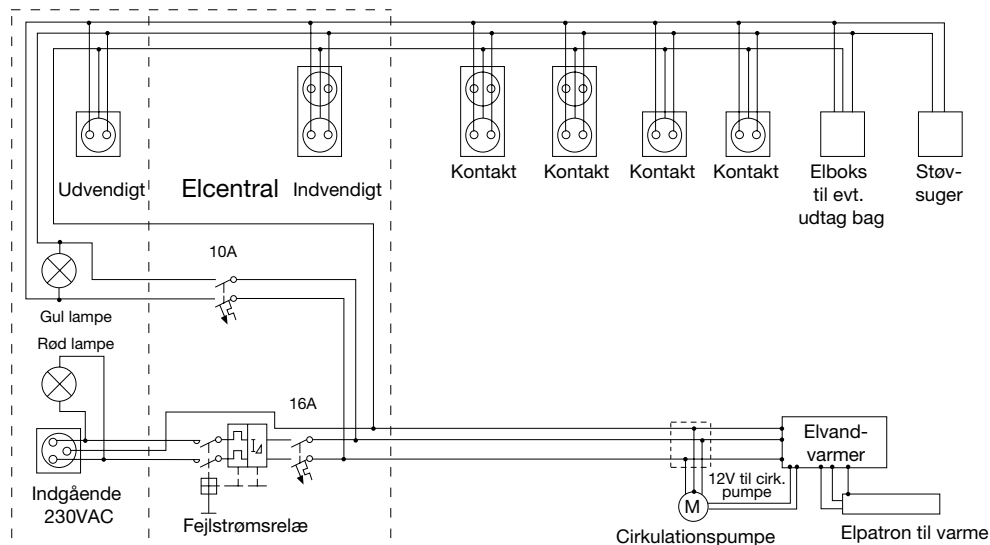 Udvendigt
Elcentral
Indvendigt
Kontakt
Kontakt
Kontakt
Kontakt
Elboks
til evt.
udtag bag
Støv-
suger
10A
Gul lampe
Rød lampe
16A
Indgående
230VAC
Fejlstrømsrelæ
I⊿
Elvand-
varmer
12V til cirk.
pumpe
M
Cirkulationspumpe
Elpatron til varme